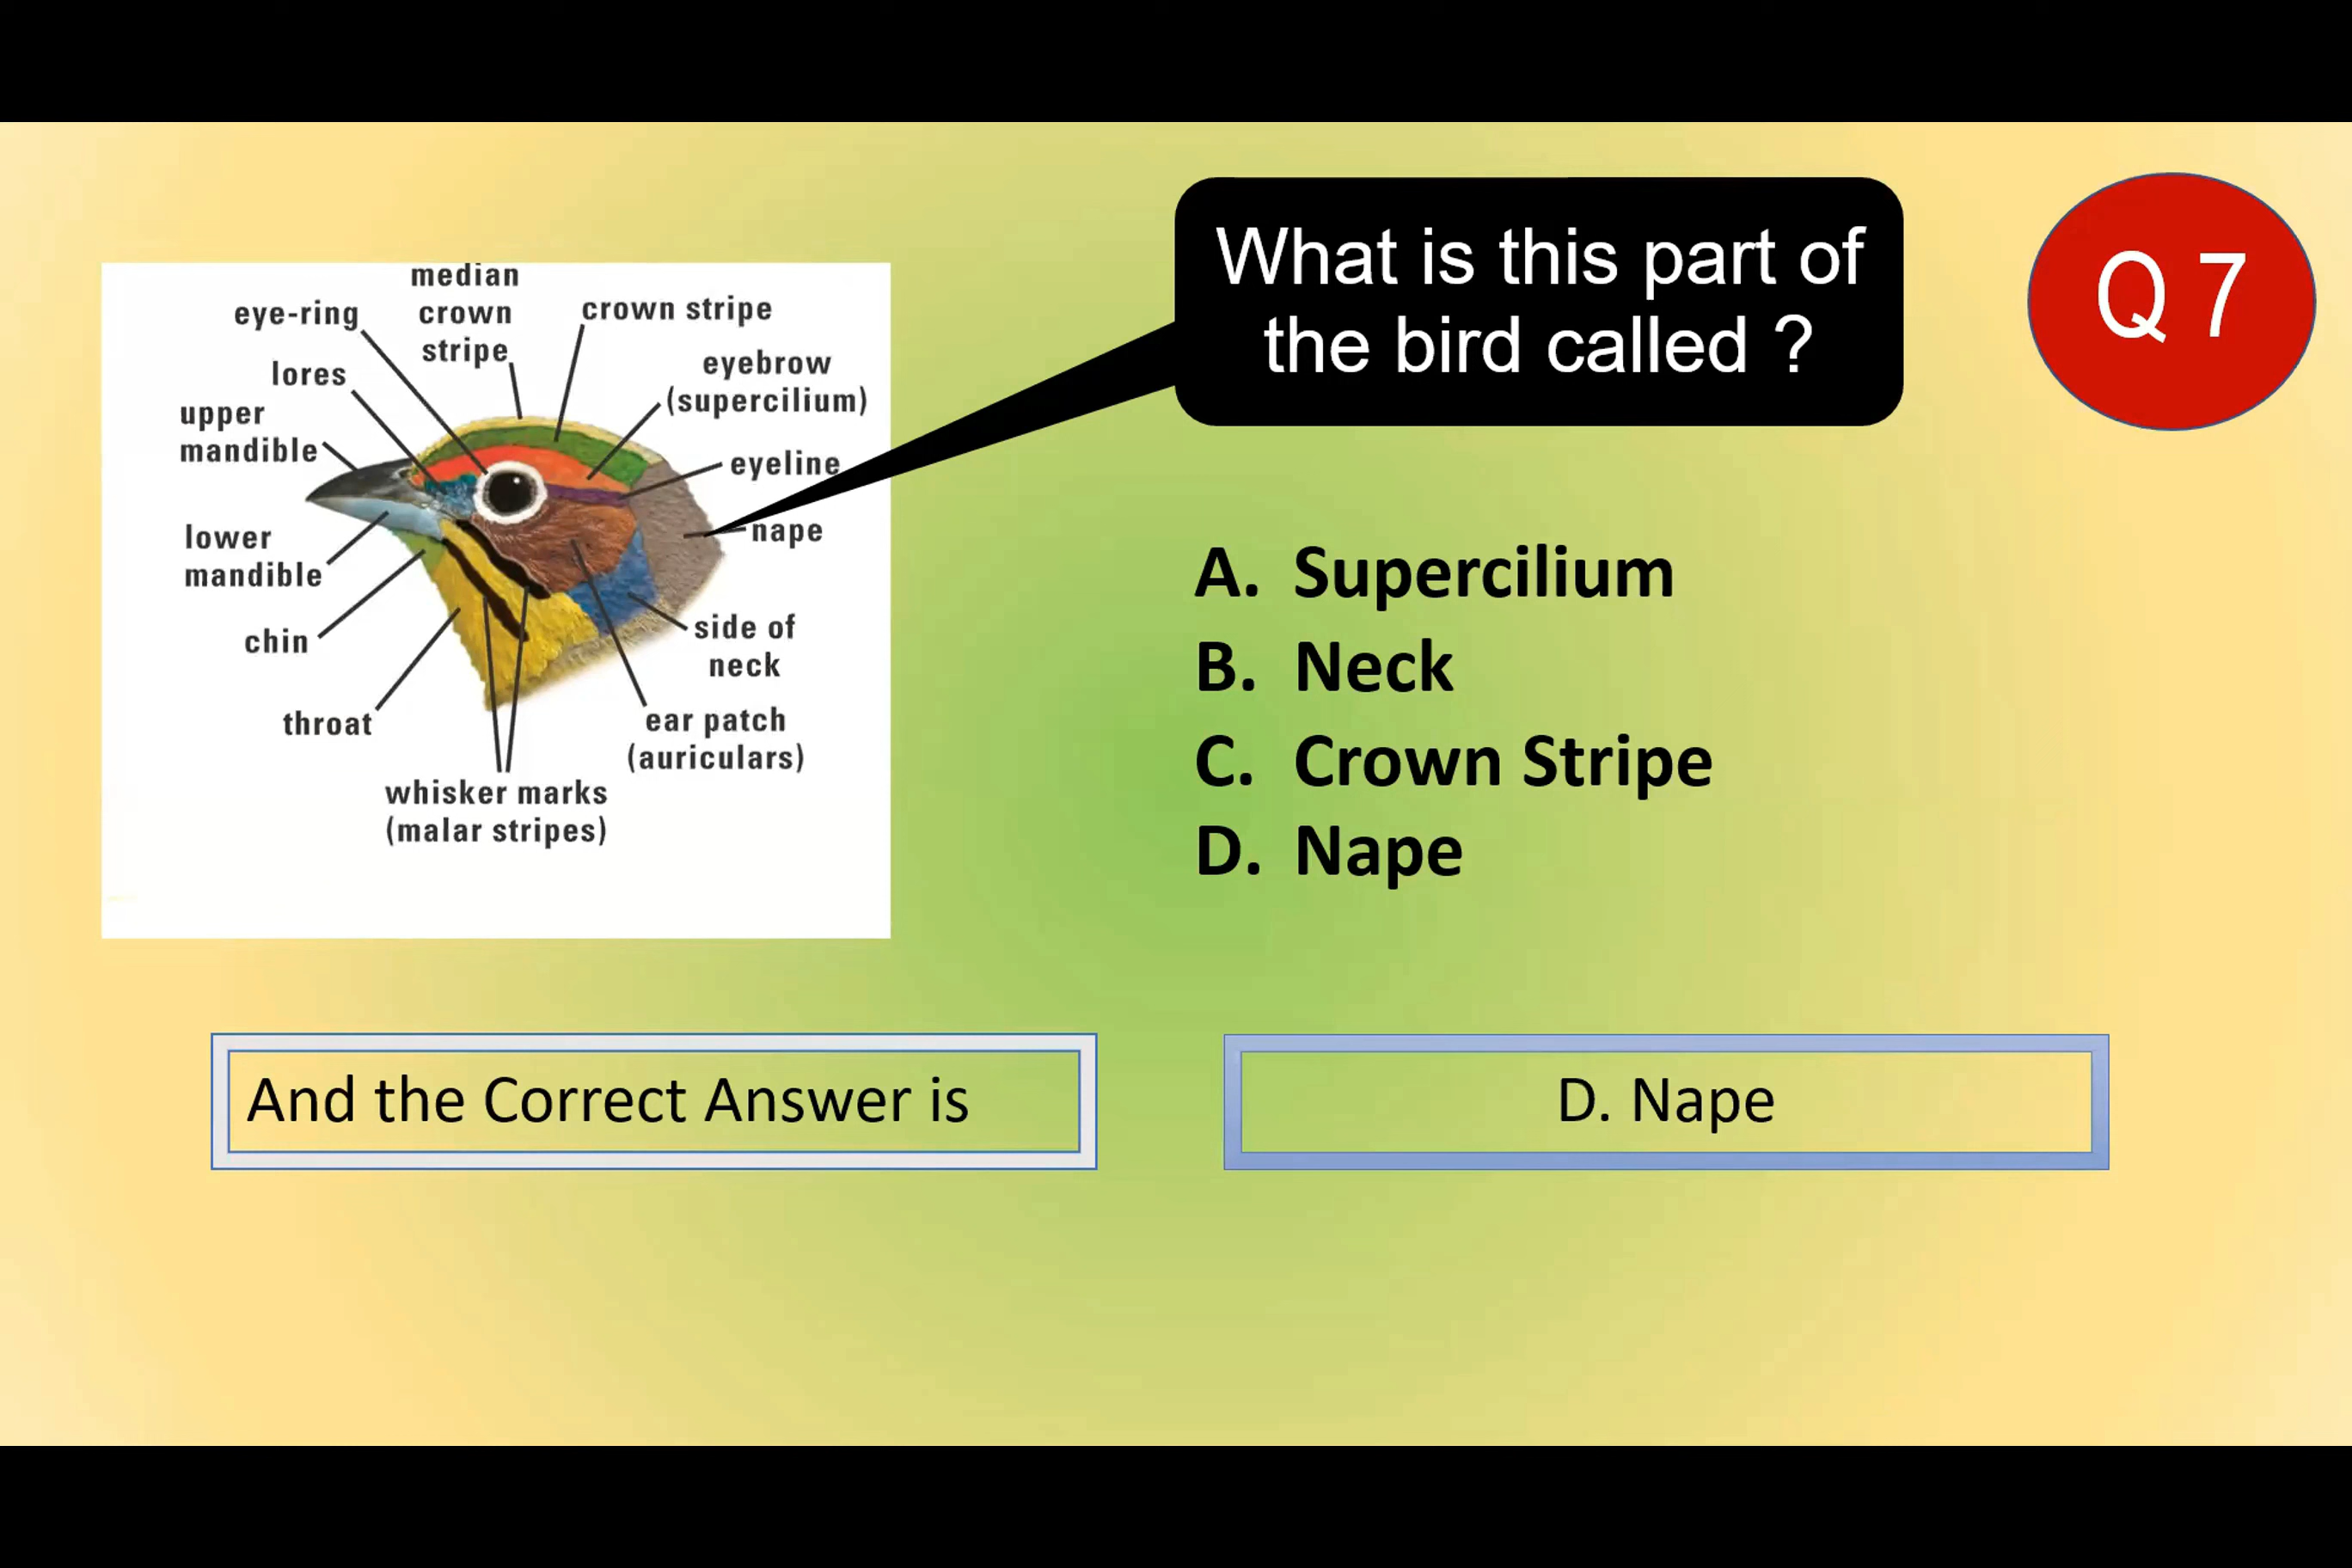 What is this part of
the bird called ?
Q 7
median
crown
stripe
eye-ring
crown stripe
lores
eyebrow
(supercilium)
upper
mandible
eyeline
nape
lower
mandible
chin
side of
neck
throat
ear patch
(auriculars)
whisker marks
(malar stripes)
A. Supercilium
B. Neck
C. Crown Stripe
D. Nape
And the Correct Answer is
D. Nape